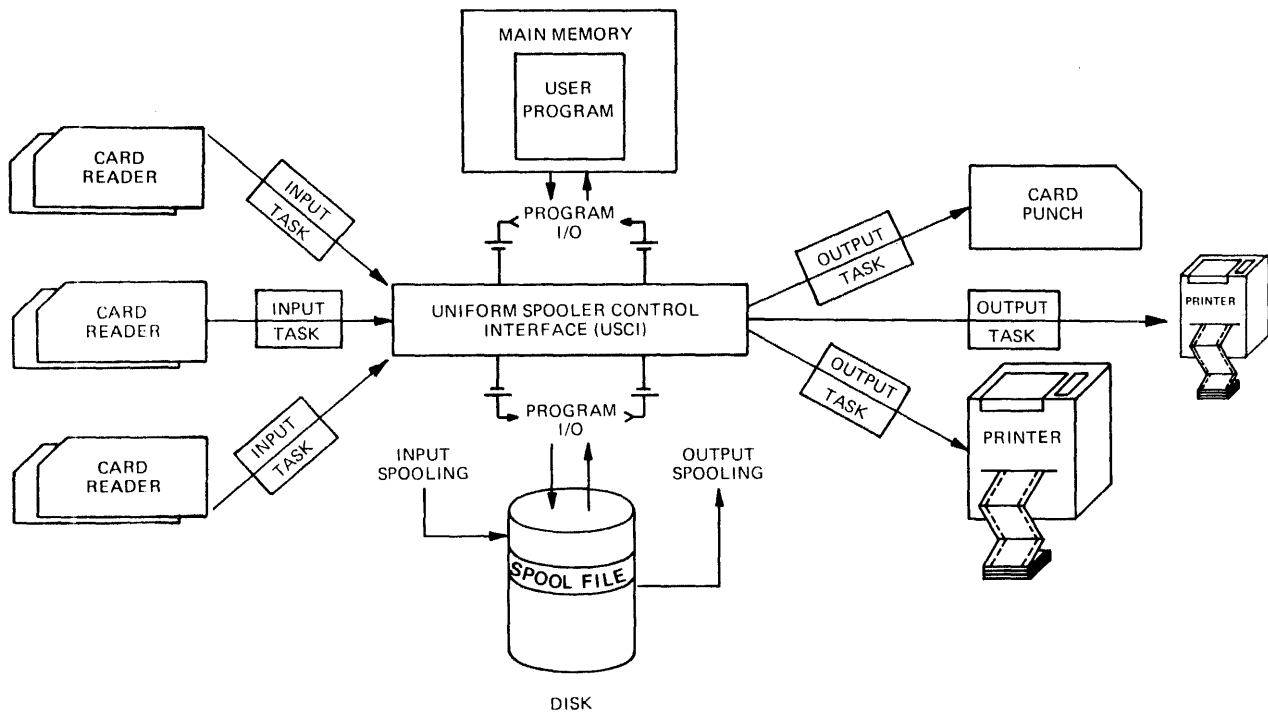 MAIN MEMORY
USER
PROGRAM
CARD
READER
INPUT
TASK
PROGRAM
I/O
CARD
PUNCH
OUTPUT
TASK
CARD
READER
INPUT
TASK
UNIFORM SPOOLER CONTROL
INTERFACE (USCI)
OUTPUT
TASK
PRINTER
CARD
READER
INPUT
TASK
PROGRAM
I/O
OUTPUT
TASK
PRINTER
INPUT
SPOOLING
OUTPUT
SPOOLING
SPOOL FILE
DISK